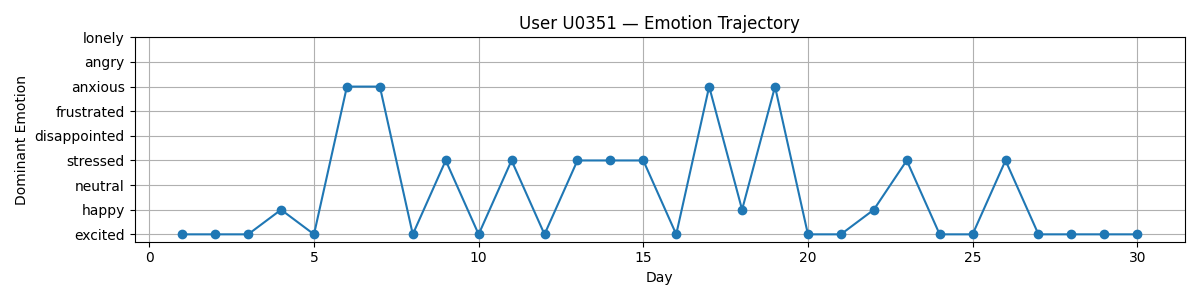 User U0351 — Emotion Trajectory
Dominant Emotion
lonely
angry
anxious
frustrated
disappointed
stressed
neutral
happy
excited
0 5 10 15 20 25 30
Day